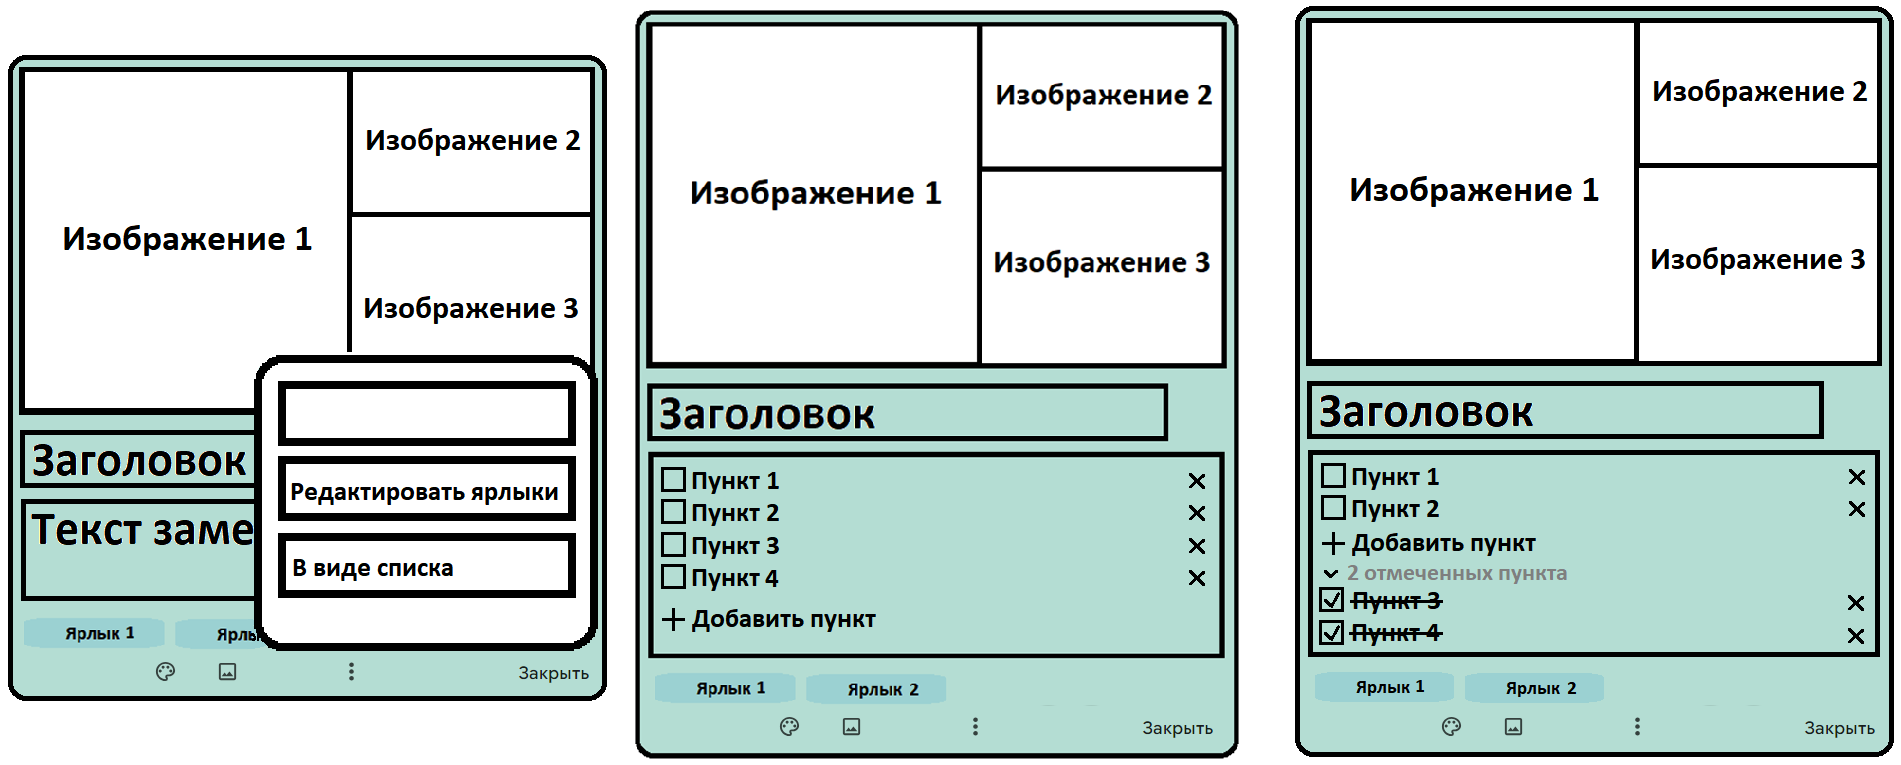 Изображение 1
Изображение 2
Изображение 3
Заголовок
Текст заме
Редактировать ярлыки
В виде списка
Ярлык 1
Ярлы
Закрыть
Изображение 1
Изображение 2
Изображение 3
Заголовок
Пункт 1
Пункт 2
Пункт 3
Пункт 4
Добавить пункт
Ярлык 1
Ярлык 2
Закрыть
Изображение 1
Изображение 2
Изображение 3
Заголовок
Пункт 1
Пункт 2
Добавить пункт
2 отмеченных пункта
Пункт 3
Пункт 4
Ярлык 1
Ярлык 2
Закрыть